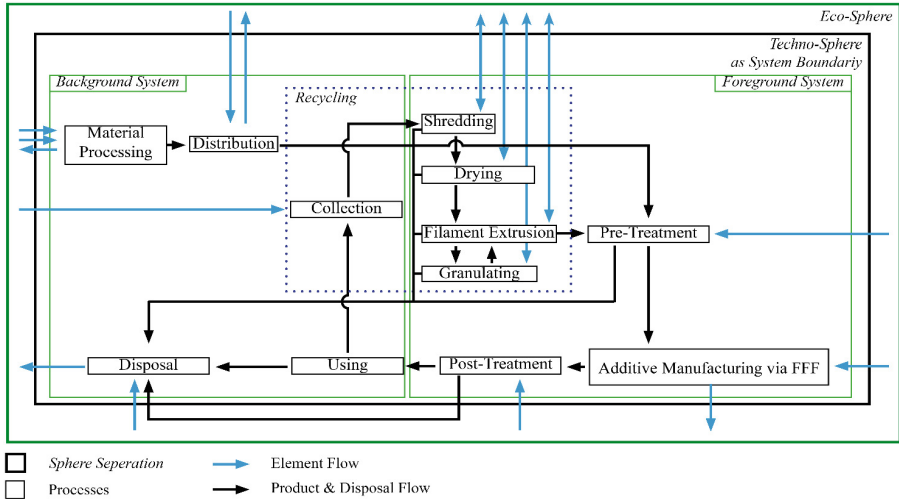 Eco-Sphere
Techno-Sphere
as System Boundariy
Background System
Foreground System
Recycling
Material
Processing
Distribution
Shredding
Drying
Collection
Filament Extrusion
Pre-Treatment
Granulating
Disposal
Using
Post-Treatment
Additive Manufacturing via FFF
Sphere Seperation
Element Flow
Processes
Product & Disposal Flow